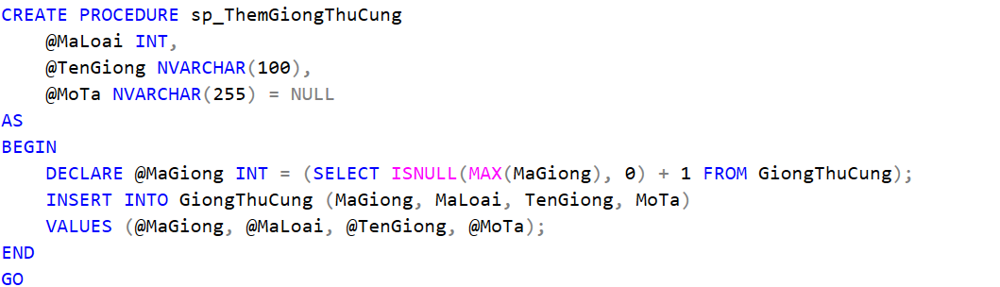 CREATE PROCEDURE sp_ThemGiongThuCung
    @MaLoai INT,
    @TenGiong NVARCHAR(100),
    @MoTa NVARCHAR(255) = NULL
AS
BEGIN
    DECLARE @MaGiong INT = (SELECT ISNULL(MAX(MaGiong), 0) + 1 FROM GiongThuCung);
    INSERT INTO GiongThuCung (MaGiong, MaLoai, TenGiong, MoTa)
    VALUES (@MaGiong, @MaLoai, @TenGiong, @MoTa);
END
GO